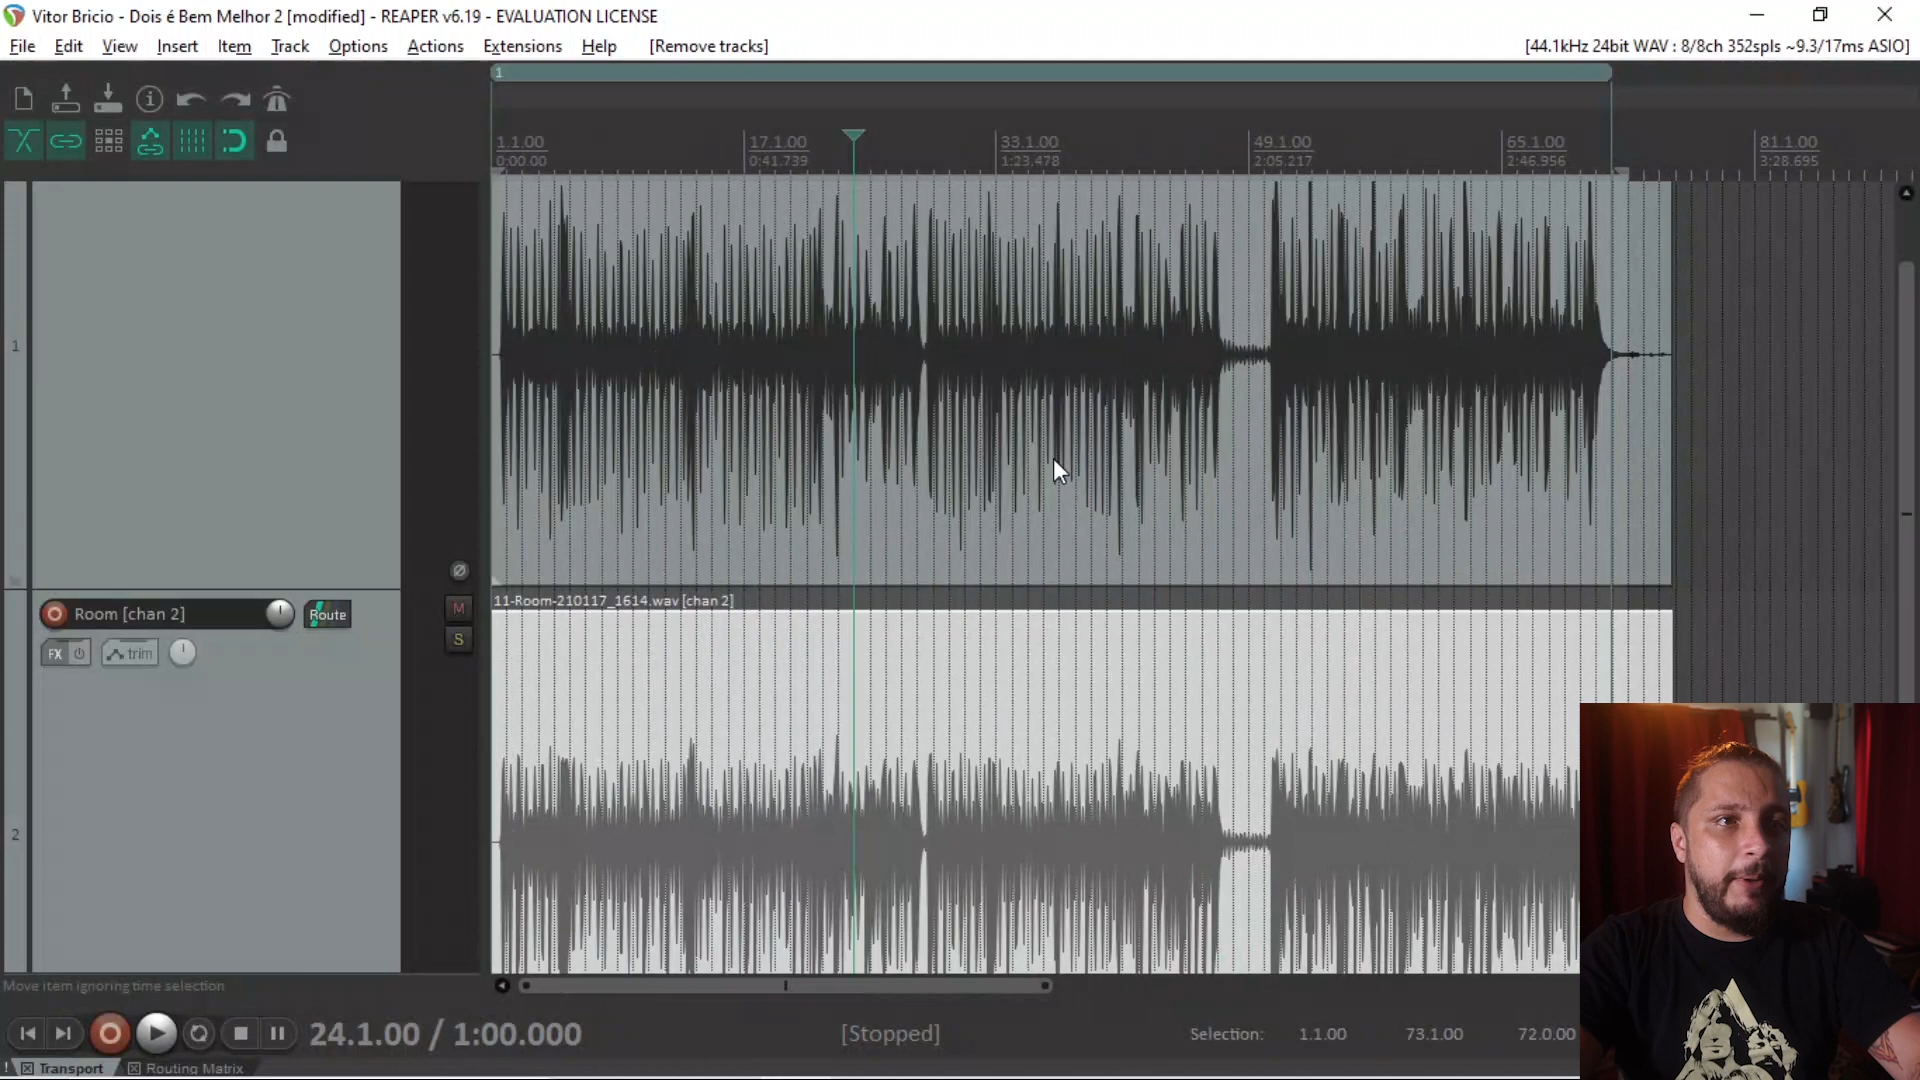 Vitor Bricio - Dois é Bem Melhor 2 [modified] - REAPER v6.19 - EVALUATION LICENSE
File Edit View Insert Item Track Options Actions Extensions Help [Remove tracks] [44.1kHz 24bit WAV : 8/8ch 352spls ~9.3/17ms ASIO]
1
1.1.00 17.1.00 33.1.00 49.1.00 65.1.00 81.1.00
0:00.00 0:41.739 1:23.478 2:05.217 2:46.956 3:28.695
1
11-Room-210117_1614.wav [chan 2]
Room [chan 2] Route M
FX trim S
2
Move item ignoring time selection
24.1.00 / 1:00.000 [Stopped] Selection: 1.1.00 73.1.00 72.0.00
! Transport Routing Matrix